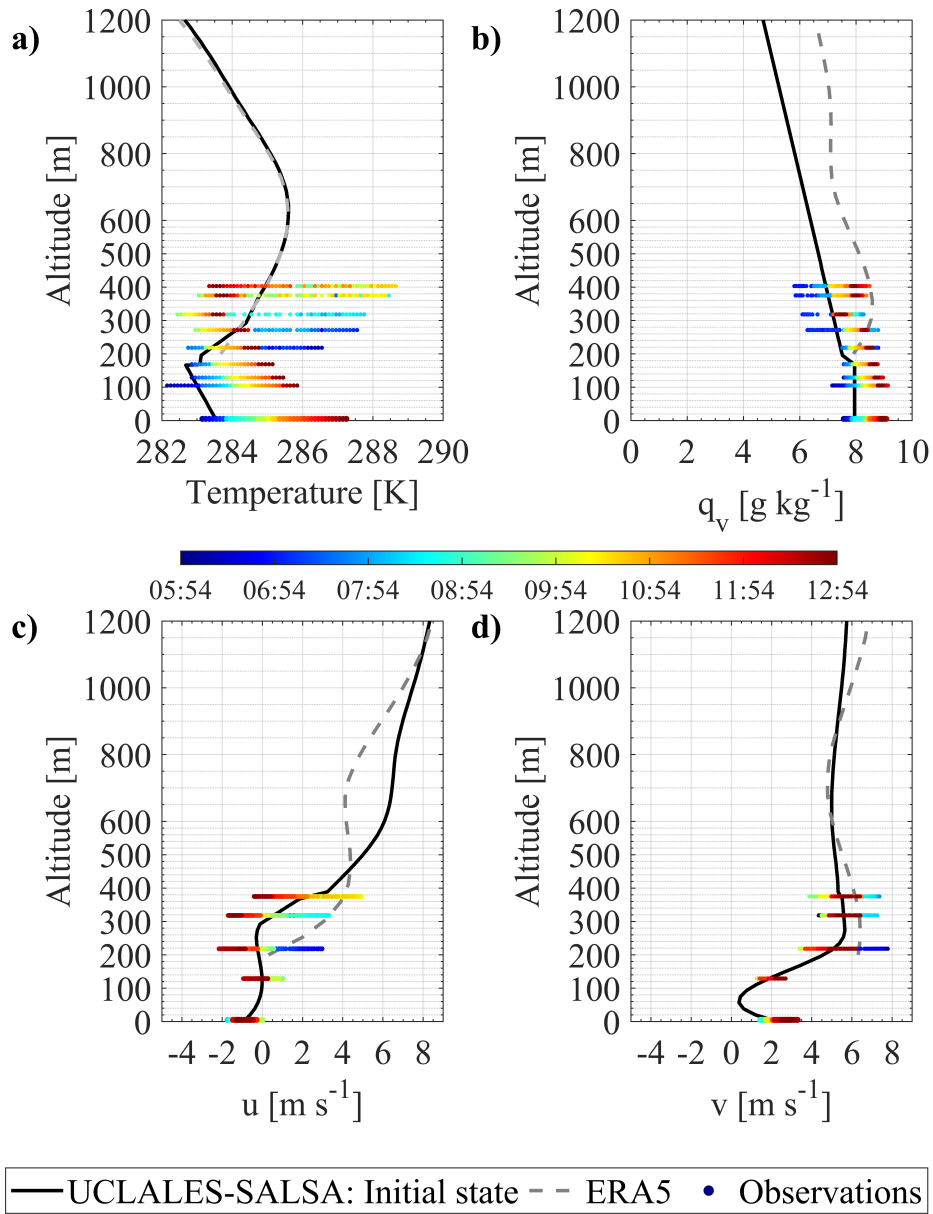 a)
1200
1000
800
600
500
400
300
200
100
0
Altitude [m]
282 284 286 288 290
Temperature [K]
b)
1200
1000
800
600
500
400
300
200
100
0
Altitude [m]
0 2 4 6 8 10
q_v [g kg^-1]
05:54 06:54 07:54 08:54 09:54 10:54 11:54 12:54
c)
1200
1000
800
600
500
400
300
200
100
0
Altitude [m]
-4 -2 0 2 4 6 8
u [m s^-1]
d)
1200
1000
800
600
500
400
300
200
100
0
Altitude [m]
-4 -2 0 2 4 6 8
v [m s^-1]
UCLALES-SALSA: Initial state ERA5 Observations